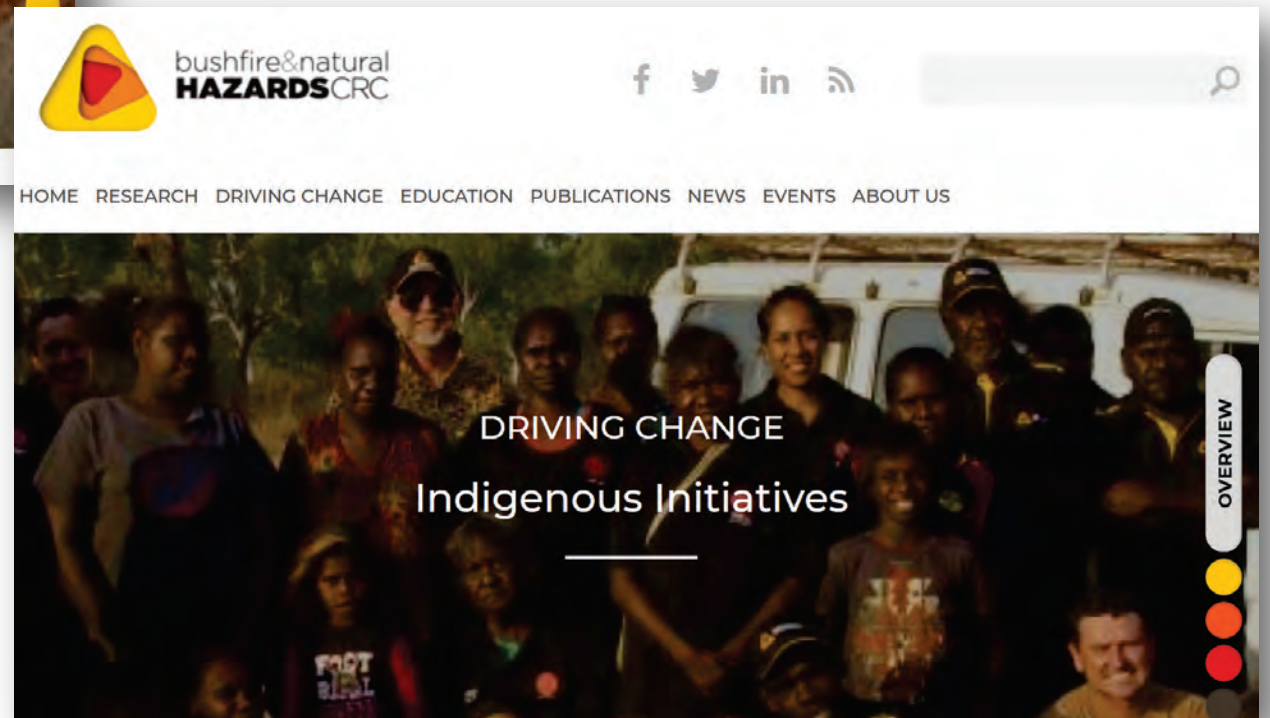 bushfire&natural
HAZARDSCRC
HOME RESEARCH DRIVING CHANGE EDUCATION PUBLICATIONS NEWS EVENTS ABOUT US
DRIVING CHANGE
Indigenous Initiatives
OVERVIEW